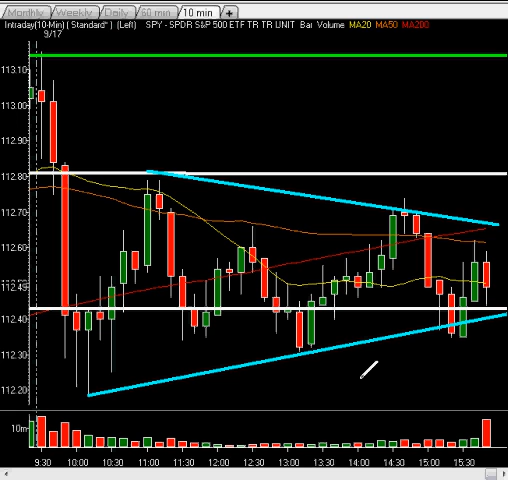 Monthly Weekly Daily 60 min 10 min +
Intraday(10-Min) [ Standard* ] (Left) SPY - SPDR S&P 500 ETF TR TR UNIT Bar Volume MA20 MA50 MA200
9/17
113.10
113.00
112.90
112.80
112.70
112.60
112.49
112.40
112.30
112.20
10m
9:30 10:00 10:30 11:00 11:30 12:00 12:30 13:00 13:30 14:00 14:30 15:00 15:30